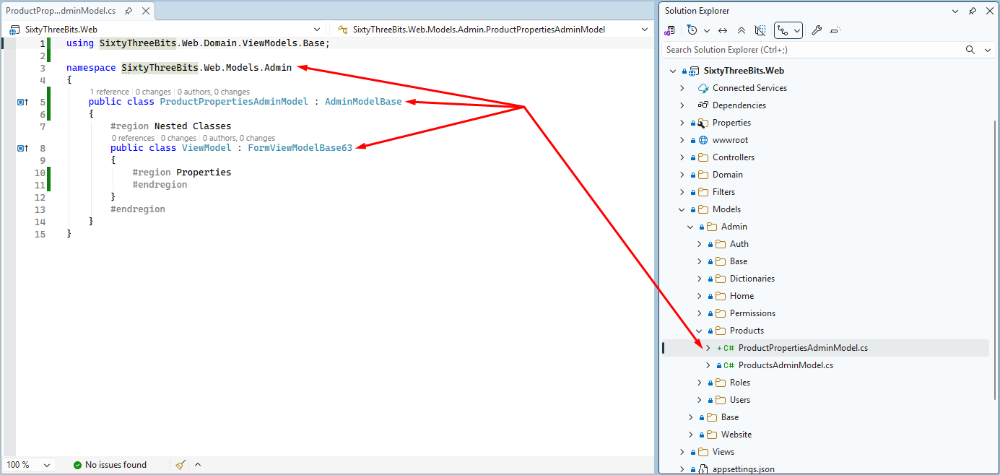 ProductProp...dminModel.cs
SixtyThreeBits.Web
SixtyThreeBits.Web.Models.Admin.ProductPropertiesAdminModel
1 using SixtyThreeBits.Web.Domain.ViewModels.Base;
2
3 namespace SixtyThreeBits.Web.Models.Admin
4 {
1 reference | 0 changes | 0 authors, 0 changes
5 public class ProductPropertiesAdminModel : AdminModelBase
6 {
7 #region Nested Classes
0 references | 0 changes | 0 authors, 0 changes
8 public class ViewModel : FormViewModelBase63
9 {
10 #region Properties
11 #endregion
12 }
13 #endregion
14 }
15 }
100 %
No issues found
Solution Explorer
Search Solution Explorer (Ctrl+;)
SixtyThreeBits.Web
Connected Services
Dependencies
Properties
wwwroot
Controllers
Domain
Filters
Models
Admin
Auth
Base
Dictionaries
Home
Permissions
Products
+ C# ProductPropertiesAdminModel.cs
C# ProductsAdminModel.cs
Roles
Users
Base
Website
Views
appsettings.json